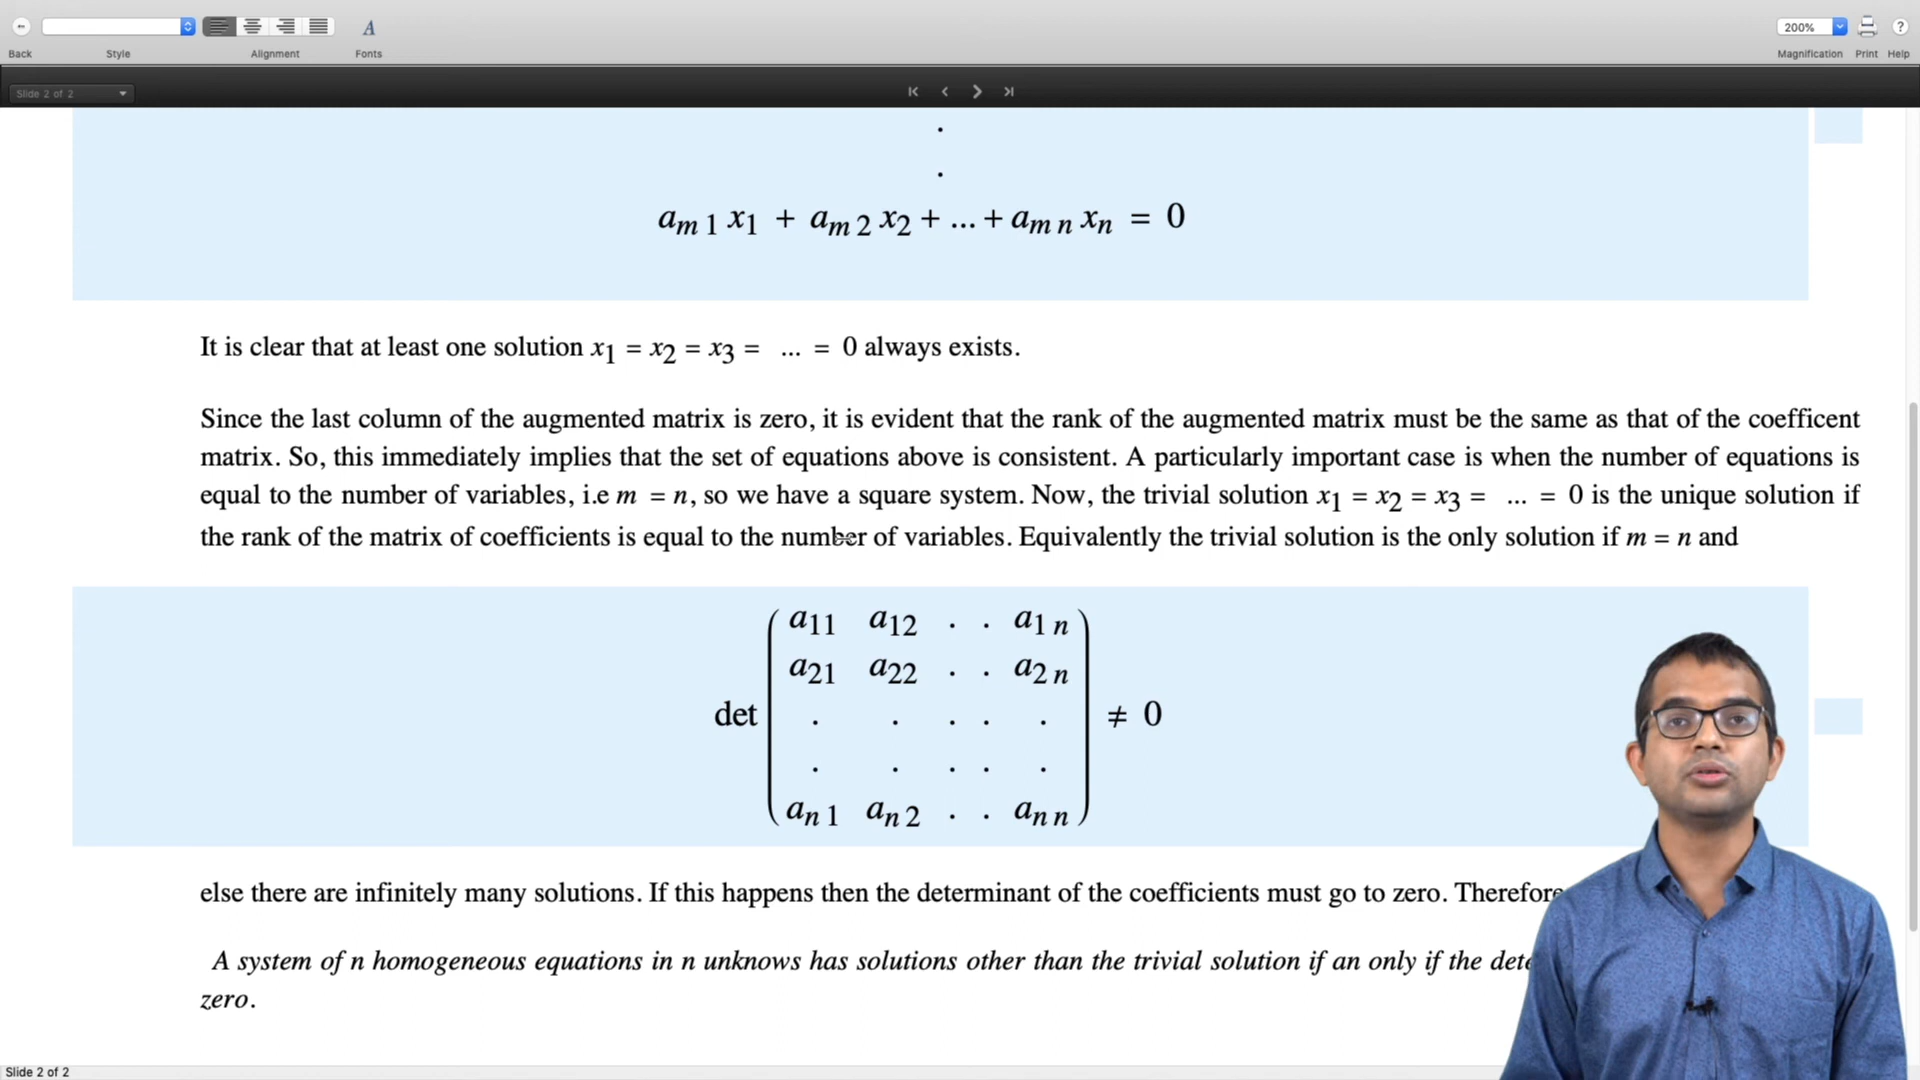 200%
Back
Style
Alignment
A
Fonts
Magnification
Print
Help
Slide 2 of 2
.
.
a_{m 1} x_1 + a_{m 2} x_2 + ... + a_{m n} x_n = 0
It is clear that at least one solution x_1 = x_2 = x_3 = ... = 0 always exists.
Since the last column of the augmented matrix is zero, it is evident that the rank of the augmented matrix must be the same as that of the coefficent
matrix. So, this immediately implies that the set of equations above is consistent. A particularly important case is when the number of equations is
equal to the number of variables, i.e m = n, so we have a square system. Now, the trivial solution x_1 = x_2 = x_3 = ... = 0 is the unique solution if
the rank of the matrix of coefficients is equal to the number of variables. Equivalently the trivial solution is the only solution if m = n and
a_{11} a_{12} . . a_{1 n}
a_{21} a_{22} . . a_{2 n}
det . . . . . ≠ 0
. . . . .
a_{n 1} a_{n 2} . . a_{n n}
else there are infinitely many solutions. If this happens then the determinant of the coefficients must go to zero. Therefore
A system of n homogeneous equations in n unknows has solutions other than the trivial solution if an only if the
zero.
Slide 2 of 2